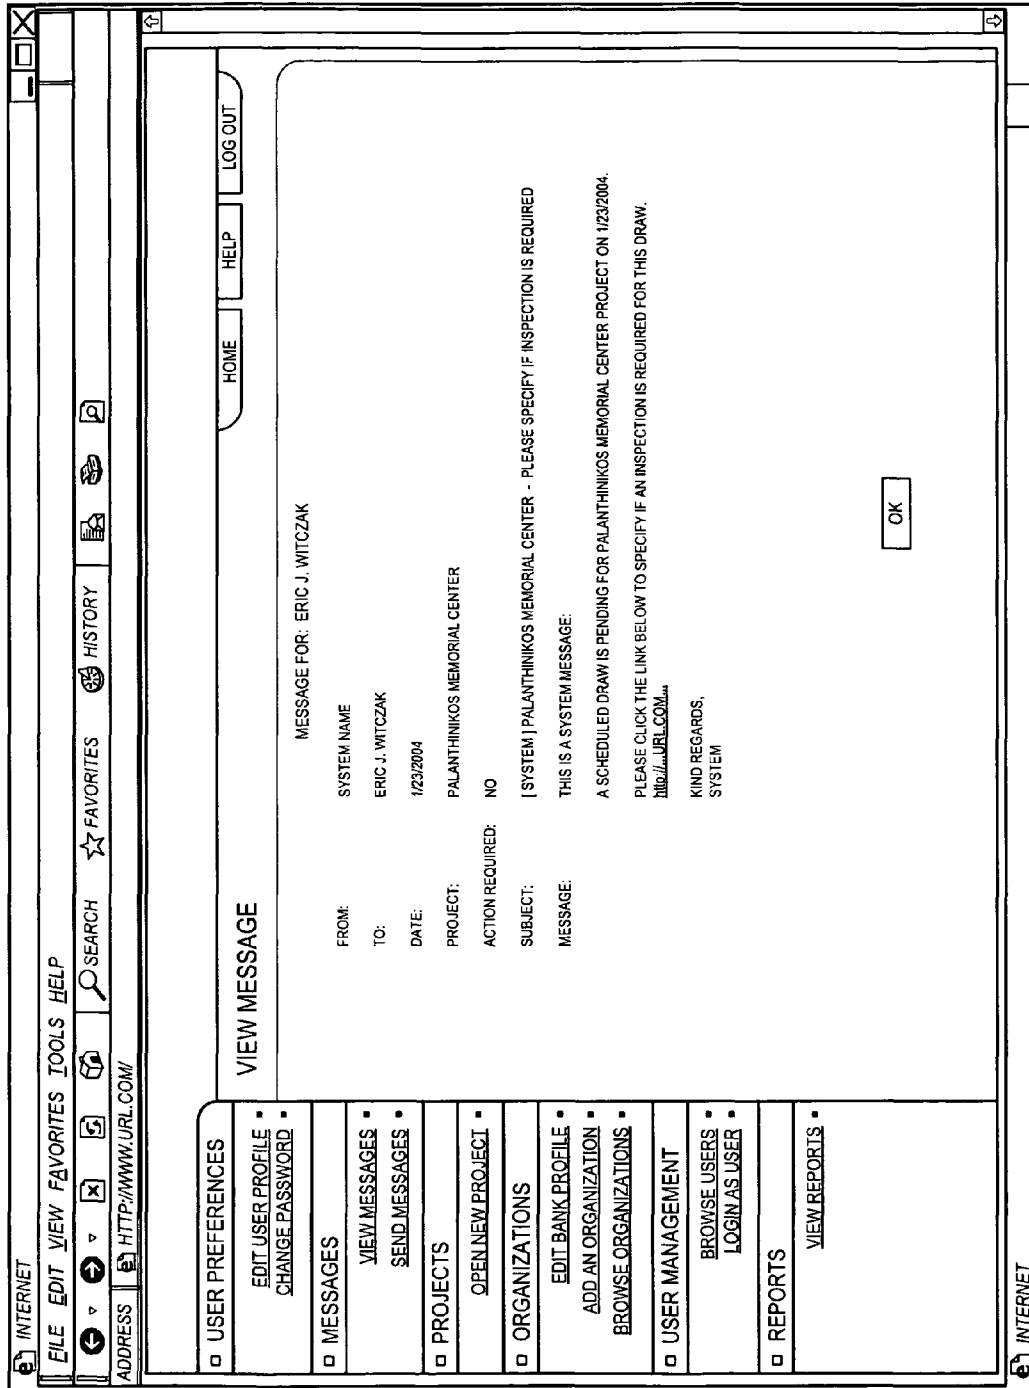 INTERNET
FILE EDIT VIEW FAVORITES TOOLS HELP
SEARCH FAVORITES HISTORY
ADDRESS HTTP://WWW.URL.COM/
HOME HELP LOG OUT
USER PREFERENCES
EDIT USER PROFILE
CHANGE PASSWORD
MESSAGES
VIEW MESSAGES
SEND MESSAGES
PROJECTS
OPEN NEW PROJECT
ORGANIZATIONS
EDIT BANK PROFILE
ADD AN ORGANIZATION
BROWSE ORGANIZATIONS
USER MANAGEMENT
BROWSE USERS
LOGIN AS USER
REPORTS
VIEW REPORTS
VIEW MESSAGE
MESSAGE FOR: ERIC J. WITCZAK
FROM: SYSTEM NAME
TO: ERIC J. WITCZAK
DATE: 1/23/2004
PROJECT: PALANTHINIKOS MEMORIAL CENTER
ACTION REQUIRED: NO
SUBJECT: [ SYSTEM ] PALANTHINIKOS MEMORIAL CENTER - PLEASE SPECIFY IF INSPECTION IS REQUIRED
MESSAGE: THIS IS A SYSTEM MESSAGE:
A SCHEDULED DRAW IS PENDING FOR PALANTHINIKOS MEMORIAL CENTER PROJECT ON 1/23/2004.
PLEASE CLICK THE LINK BELOW TO SPECIFY IF AN INSPECTION IS REQUIRED FOR THIS DRAW.
http://...URL.COM...
KIND REGARDS,
SYSTEM
OK
INTERNET